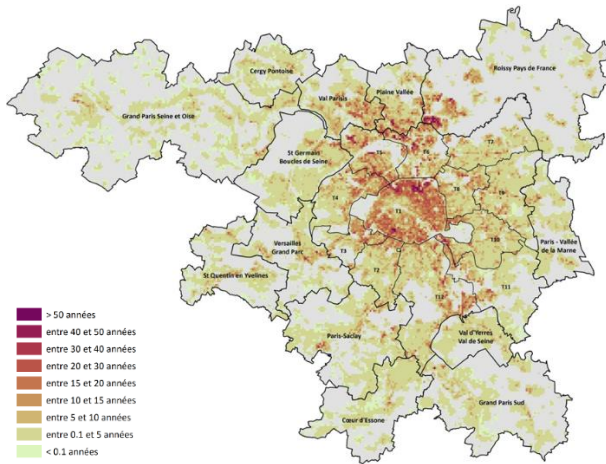 Cergy Pontoise
Roissy Pays de France
Val Parisis
Plaine Vallée
Grand Paris Seine et Oise
T5
T6
T7
St Germain
Boucles de Seine
T8
T9
T4
T1
Versailles
Grand Parc
T3
T10
Paris - Vallée
de la Marne
T2
St Quentin en Yvelines
T12
T11
Paris-Saclay
Val d'Yerres
Val de Seine
Cœur d'Essone
Grand Paris Sud
> 50 années
entre 40 et 50 années
entre 30 et 40 années
entre 20 et 30 années
entre 15 et 20 années
entre 10 et 15 années
entre 5 et 10 années
entre 0.1 et 5 années
< 0.1 années